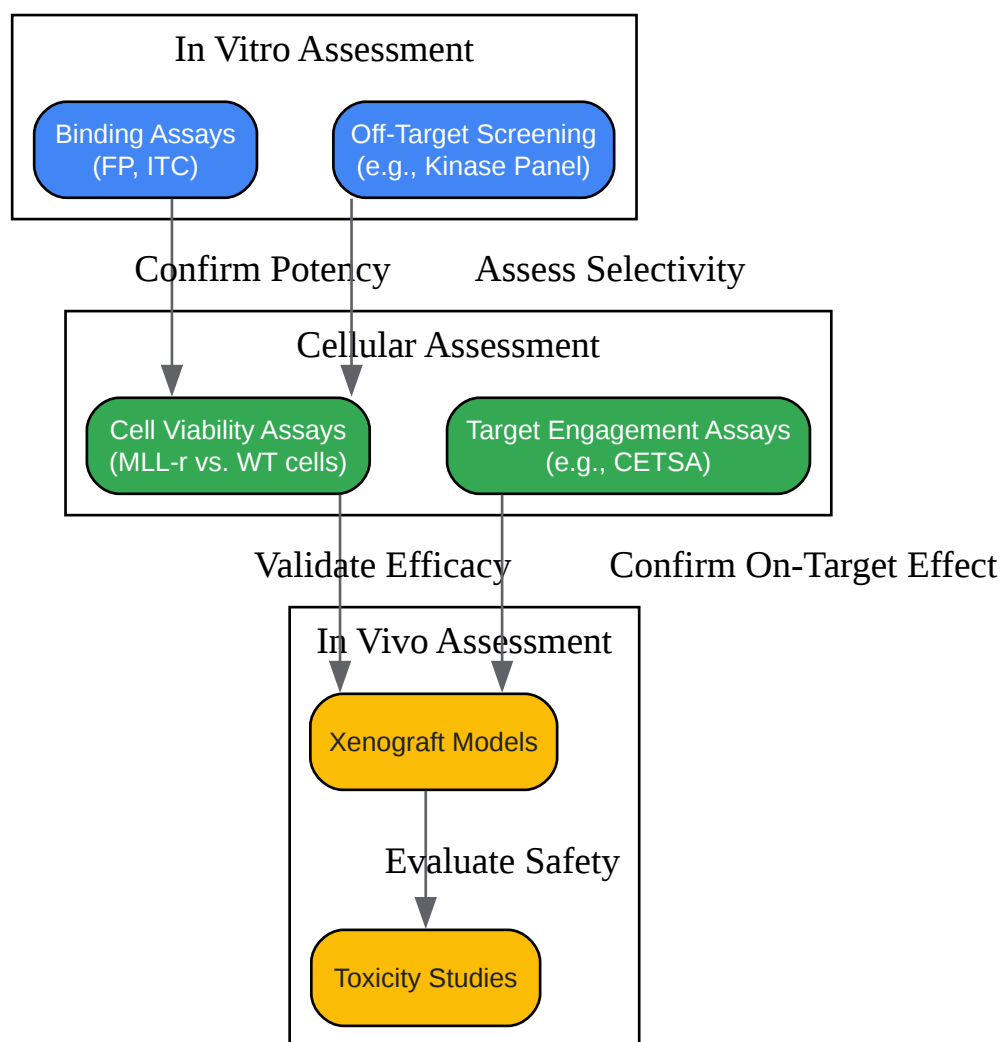 In Vitro Assessment
Binding Assays
(FP, ITC)
Off-Target Screening
(e.g., Kinase Panel)
Confirm Potency
Assess Selectivity
Cellular Assessment
Cell Viability Assays
(MLL-r vs. WT cells)
Target Engagement Assays
(e.g., CETSA)
Validate Efficacy
Confirm On-Target Effect
In Vivo Assessment
Xenograft Models
Evaluate Safety
Toxicity Studies